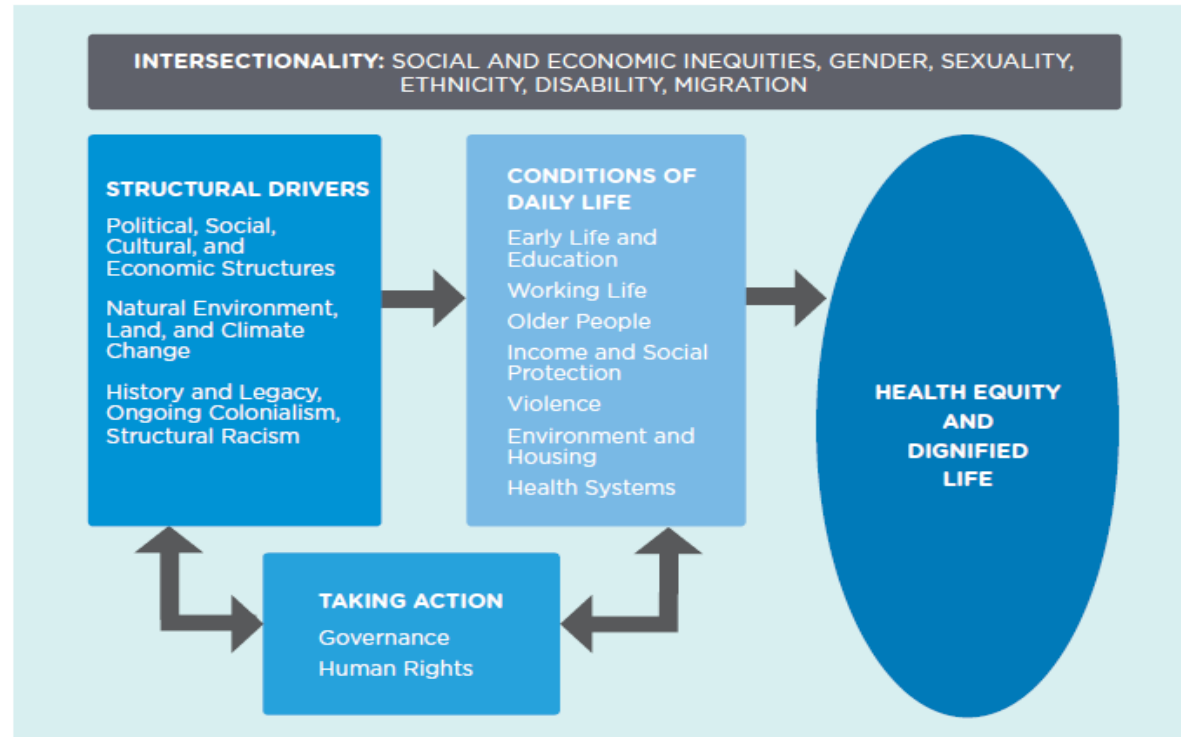 INTERSECTIONALITY: SOCIAL AND ECONOMIC INEQUITIES, GENDER, SEXUALITY,
ETHNICITY, DISABILITY, MIGRATION
STRUCTURAL DRIVERS
Political, Social,
Cultural, and
Economic Structures
Natural Environment,
Land, and Climate
Change
History and Legacy,
Ongoing Colonialism,
Structural Racism
CONDITIONS OF
DAILY LIFE
Early Life and
Education
Working Life
Older People
Income and Social
Protection
Violence
Environment and
Housing
Health Systems
TAKING ACTION
Governance
Human Rights
HEALTH EQUITY
AND
DIGNIFIED
LIFE